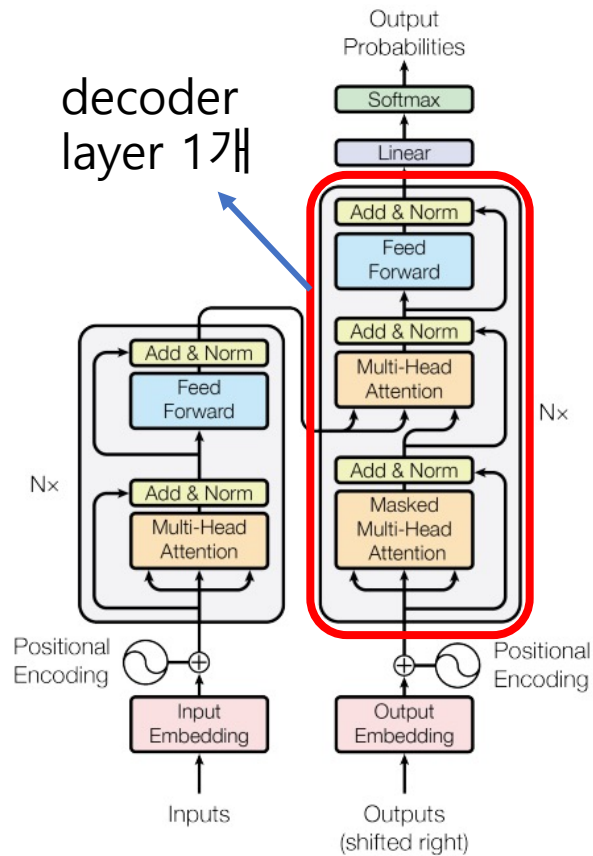 Output
Probabilities
Softmax
Linear
decoder
layer 1개
Add & Norm
Feed
Forward
Add & Norm
Multi-Head
Attention
Add & Norm
Masked
Multi-Head
Attention
N×
Add & Norm
Feed
Forward
Add & Norm
Multi-Head
Attention
N×
Positional
Encoding
Positional
Encoding
Input
Embedding
Output
Embedding
Inputs
Outputs
(shifted right)